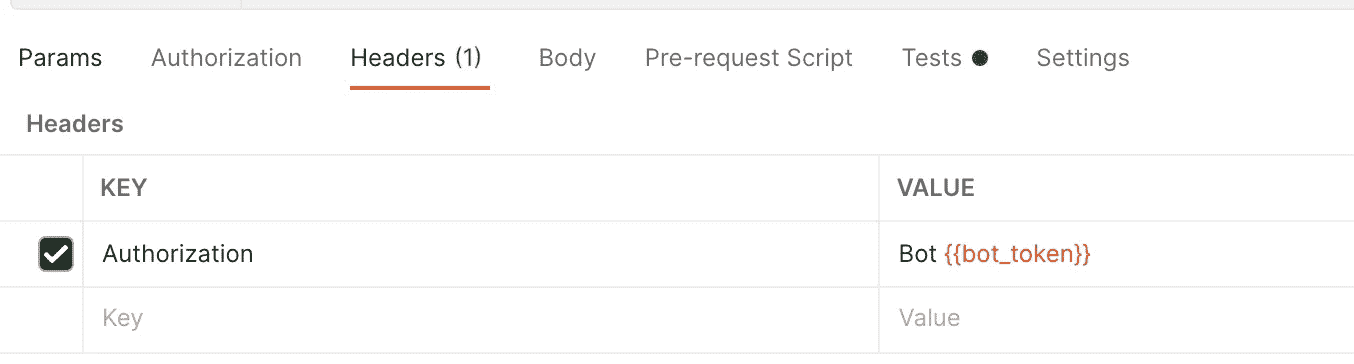 Params Authorization Headers (1) Body Pre-request Script Tests Settings
Headers
KEY VALUE
Authorization Bot {{bot_token}}
Key Value